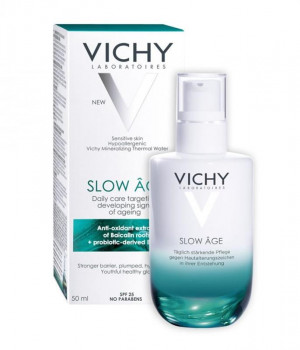 VICHY
LABORATOIRES
NEW
Sensitive skin
Hypoallergenic
Vichy Mineralizing Thermal Water
SLOW ÂGE
Daily care targeting
developing signs
of ageing
Anti-oxidant extract
of Baicalin root
+ probiotic-derived
Stronger barrier, plumped,
Youthful healthy
SPF 25
50 ml
NO PARABENS
VICHY
LABORATOIRES
SLOW ÂGE
Täglich stärkende Pflege
gegen Hautalterungszeichen
in ihrer Entstehung